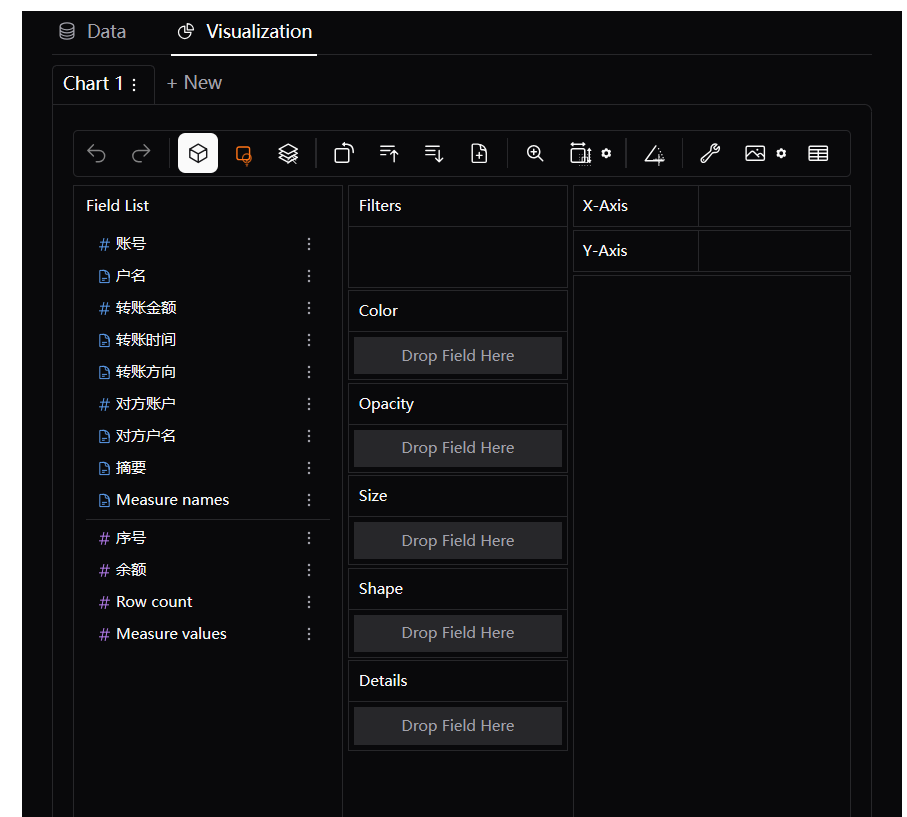 Data Visualization
Chart 1 + New
Field List
# 账号
户名
# 转账金额
转账时间
转账方向
# 对方账户
对方户名
摘要
Measure names
# 序号
# 余额
# Row count
# Measure values
Filters
Color
Drop Field Here
Opacity
Drop Field Here
Size
Drop Field Here
Shape
Drop Field Here
Details
Drop Field Here
X-Axis
Y-Axis